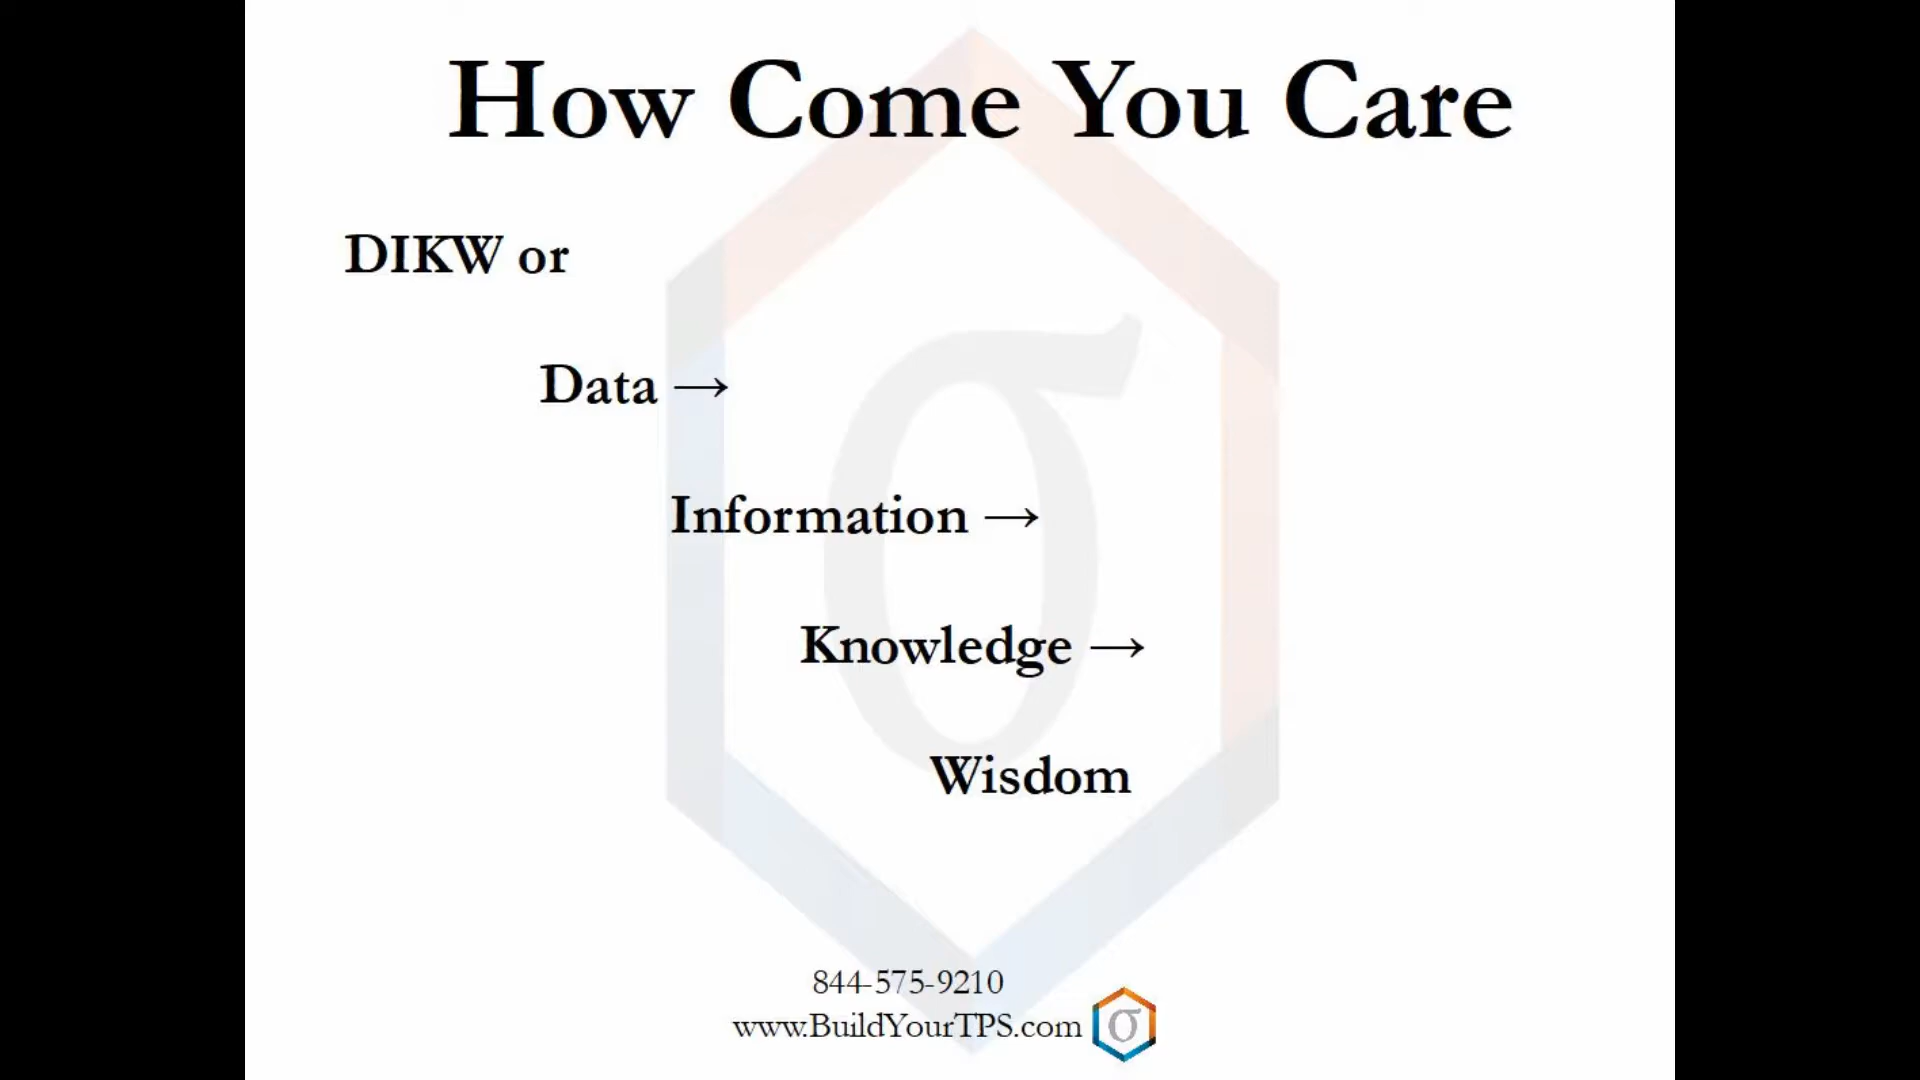 How Come You Care
DIKW or
Data →
Information →
Knowledge →
Wisdom
844-575-9210
www.BuildYourTPS.com
σ